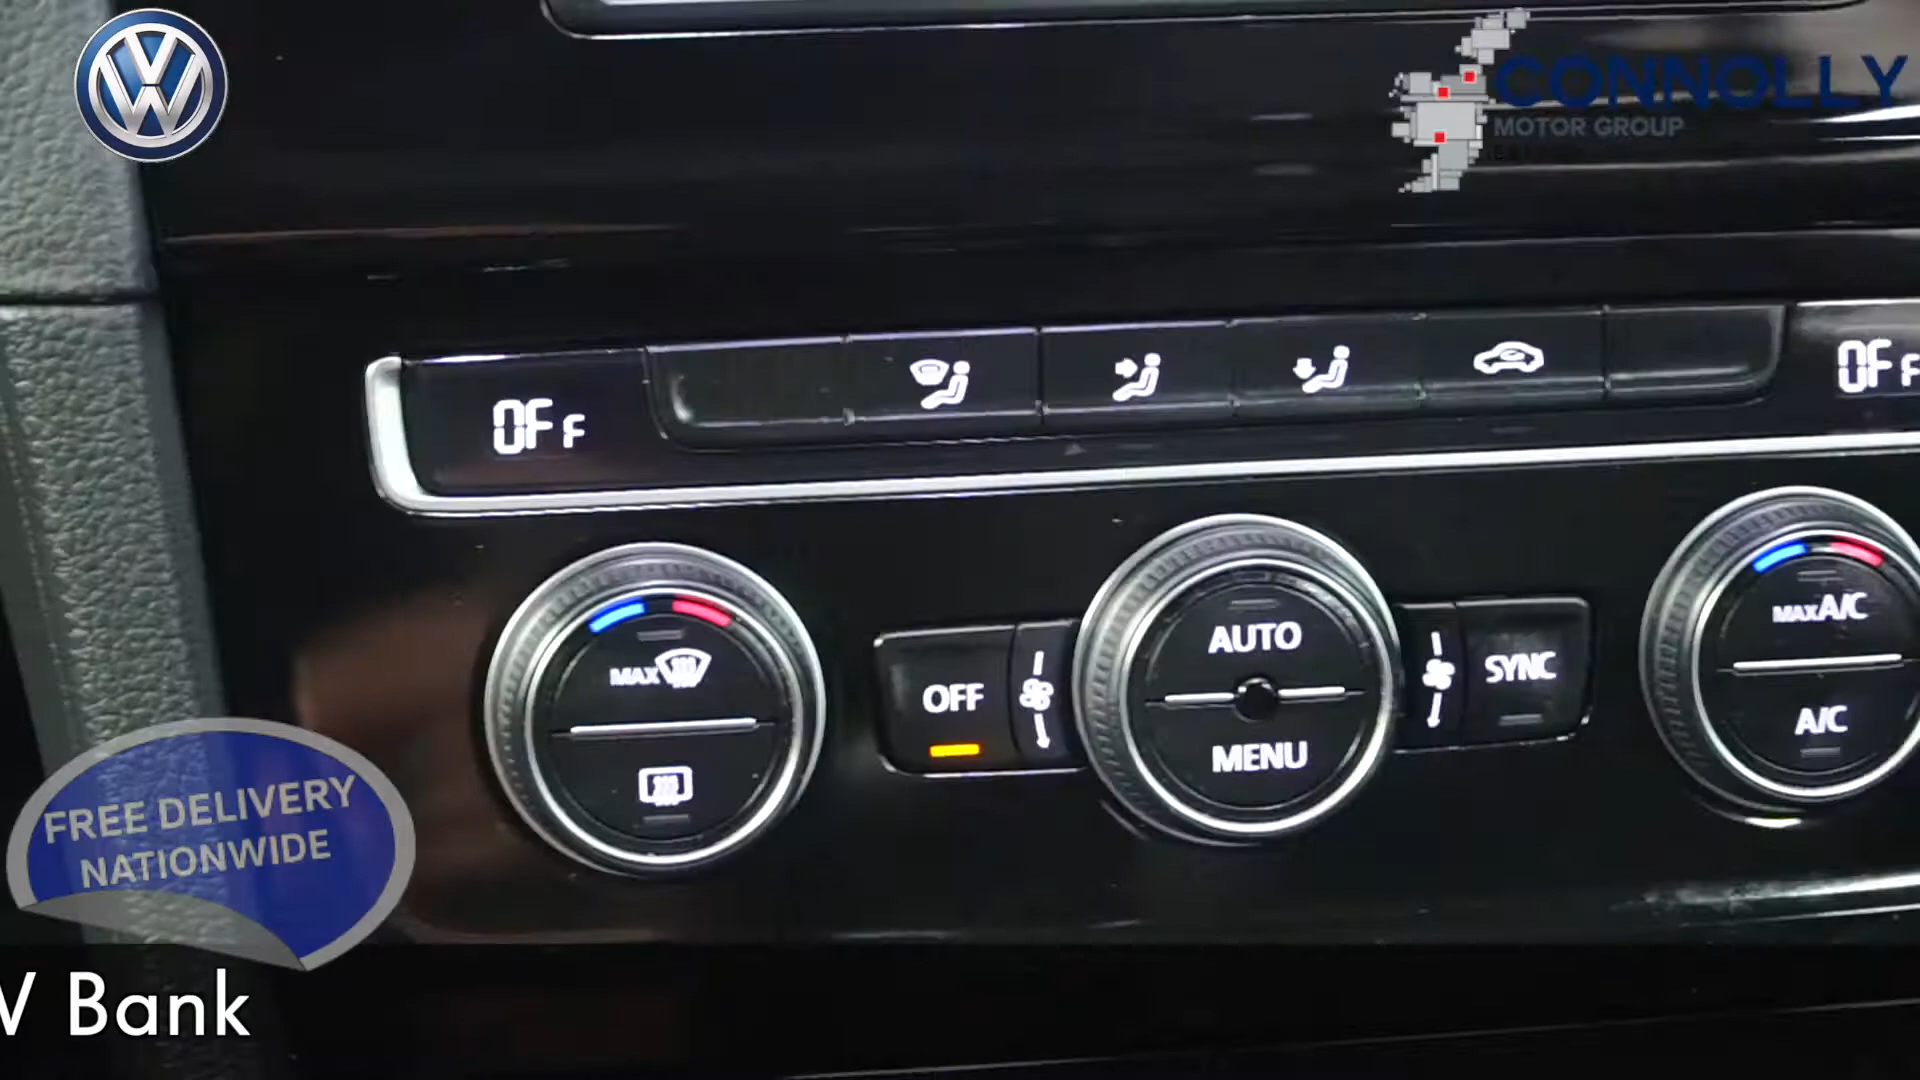 CONNOLLY
MOTOR GROUP
OFF
OFF
MAX
OFF
AUTO
MENU
SYNC
MAX A/C
A/C
FREE DELIVERY
NATIONWIDE
Bank